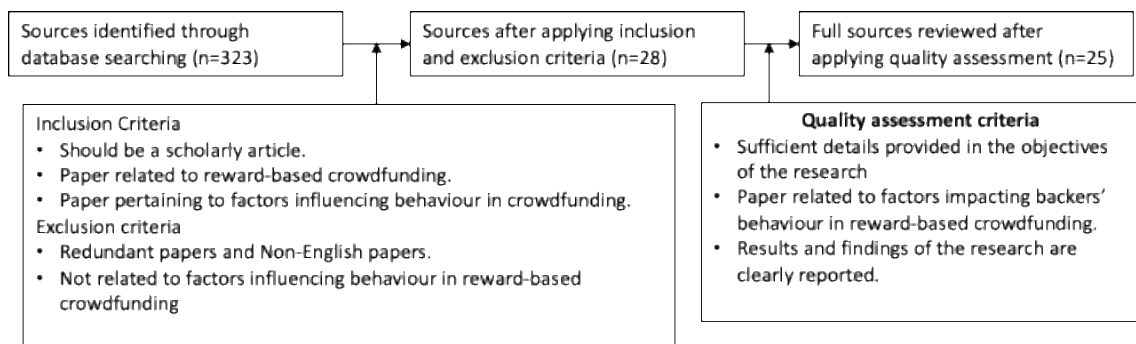 Sources identified through
database searching (n=323)
Sources after applying inclusion
and exclusion criteria (n=28)
Full sources reviewed after
applying quality assessment (n=25)
Inclusion Criteria
• Should be a scholarly article.
• Paper related to reward-based crowdfunding.
• Paper pertaining to factors influencing behaviour in crowdfunding.
Exclusion criteria
• Redundant papers and Non-English papers.
• Not related to factors influencing behaviour in reward-based
crowdfunding
Quality assessment criteria
• Sufficient details provided in the objectives
of the research
• Paper related to factors impacting backers'
behaviour in reward-based crowdfunding.
• Results and findings of the research are
clearly reported.